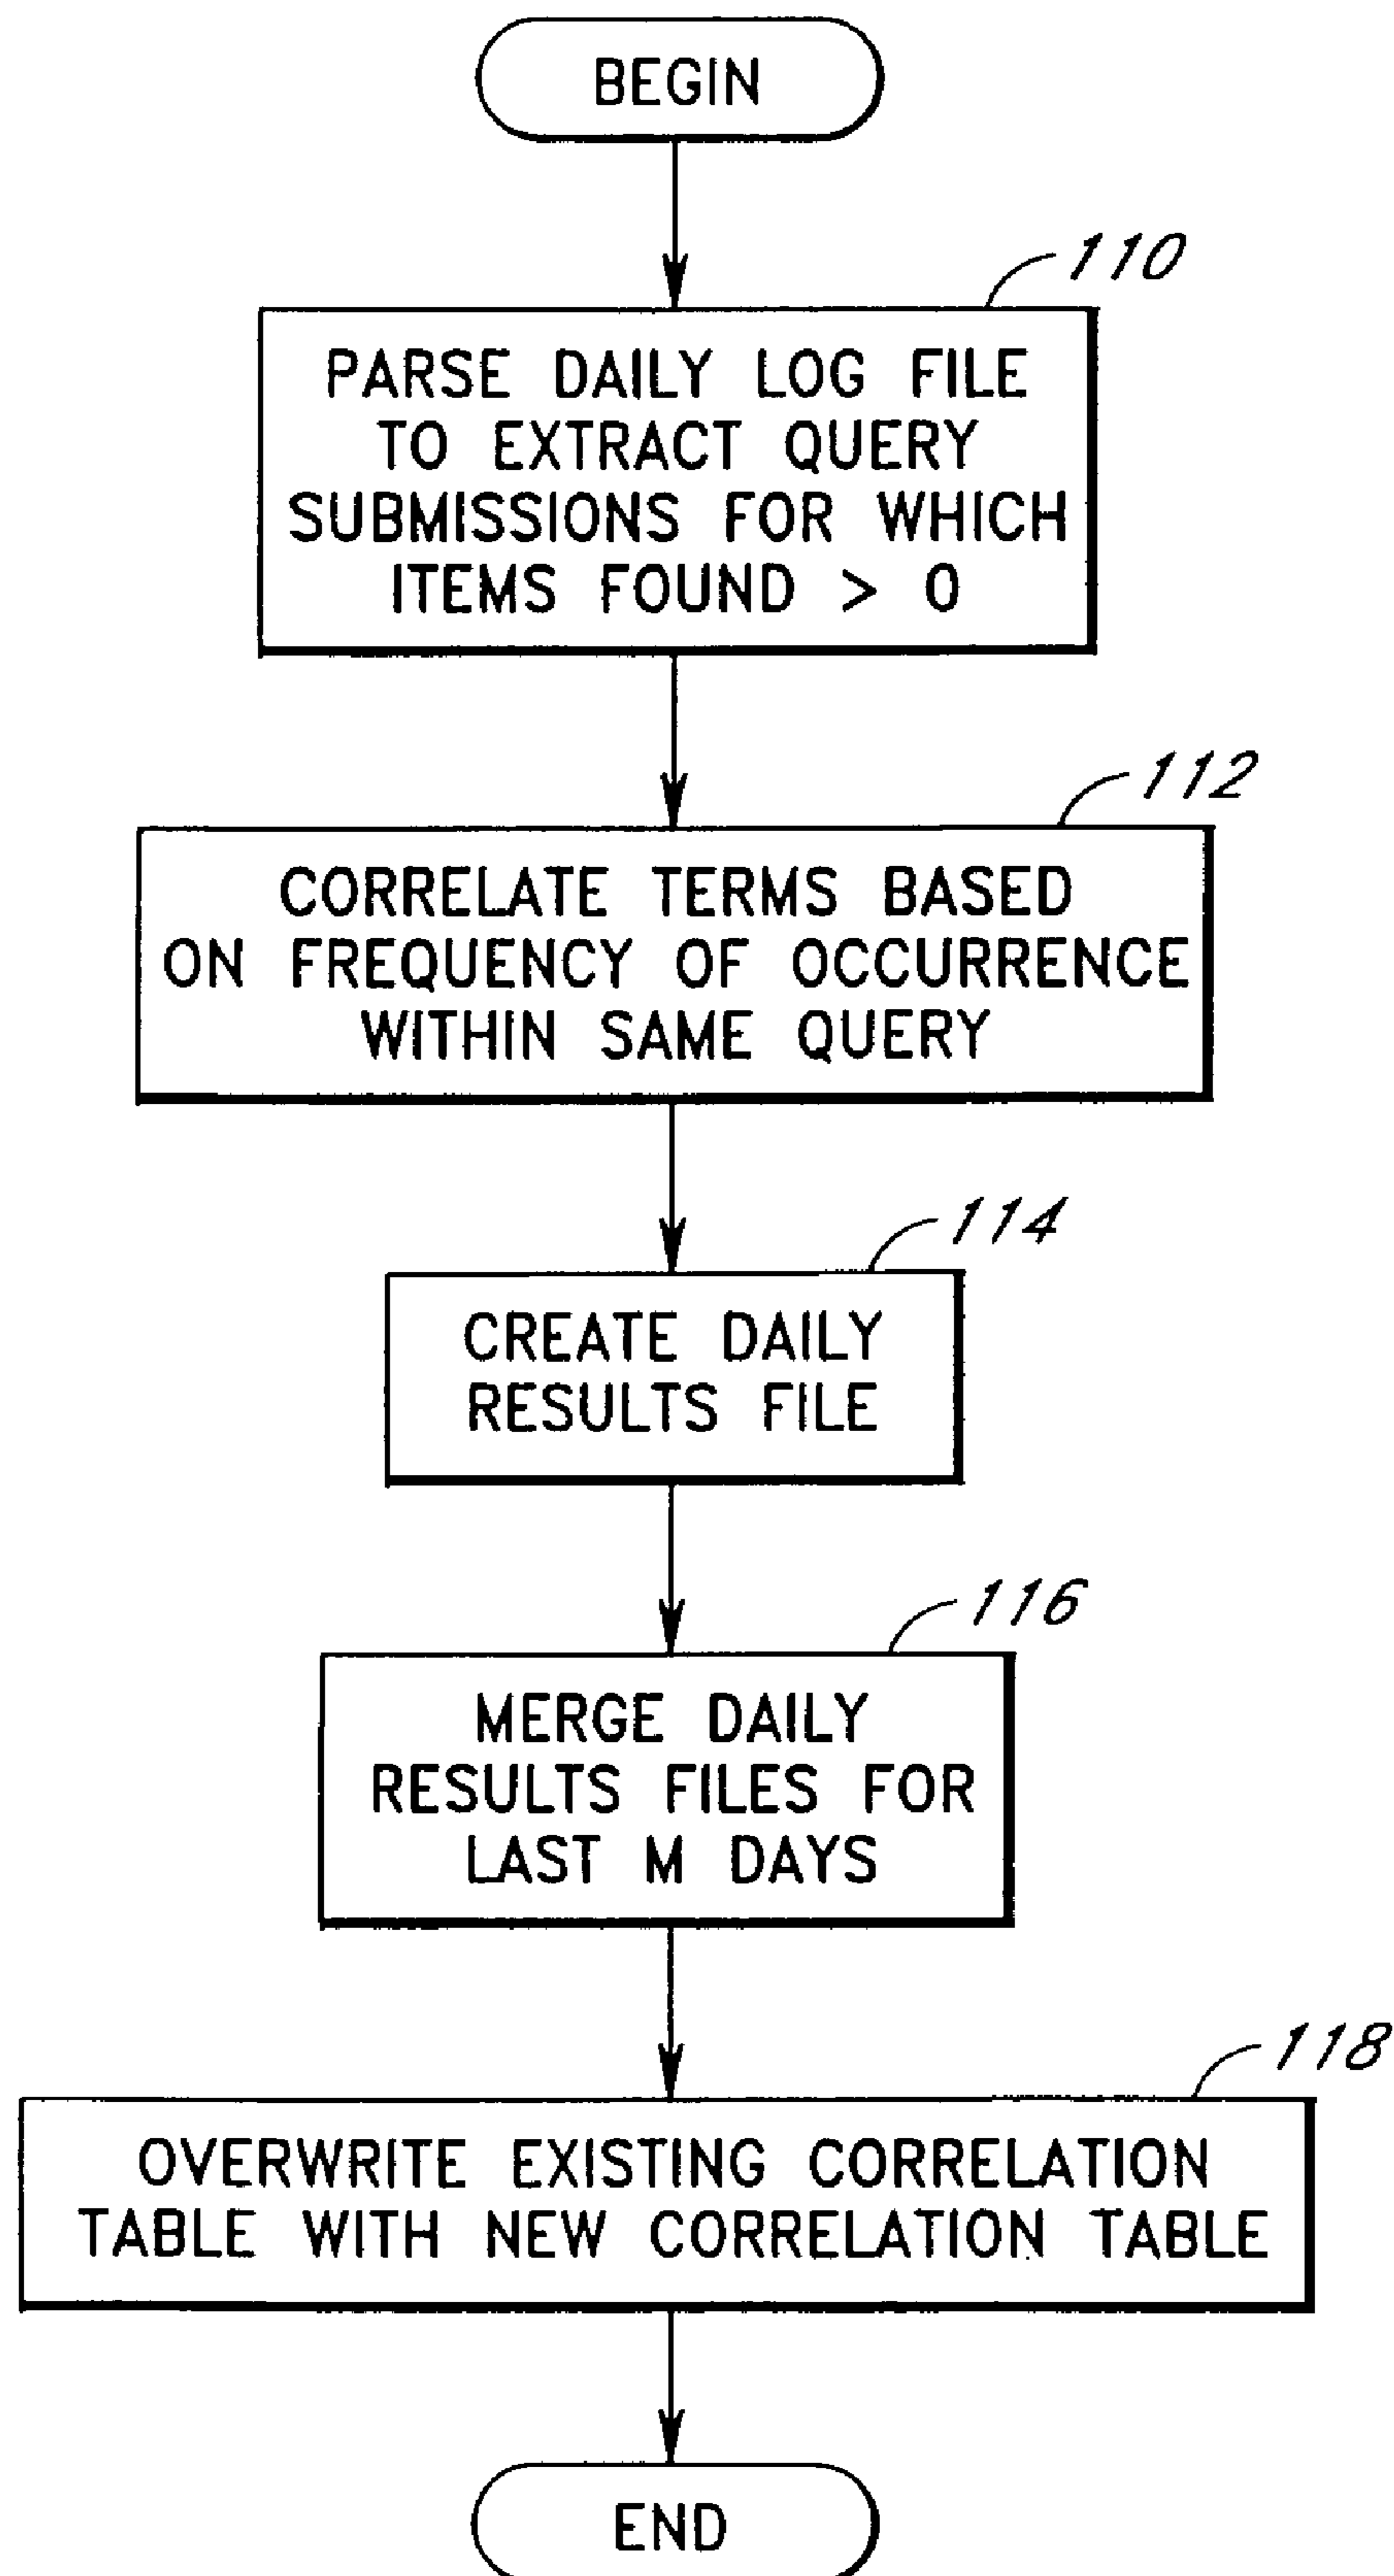 BEGIN
110
PARSE DAILY LOG FILE
TO EXTRACT QUERY
SUBMISSIONS FOR WHICH
ITEMS FOUND > 0
112
CORRELATE TERMS BASED
ON FREQUENCY OF OCCURRENCE
WITHIN SAME QUERY
114
CREATE DAILY
RESULTS FILE
116
MERGE DAILY
RESULTS FILES FOR
LAST M DAYS
118
OVERWRITE EXISTING CORRELATION
TABLE WITH NEW CORRELATION TABLE
END